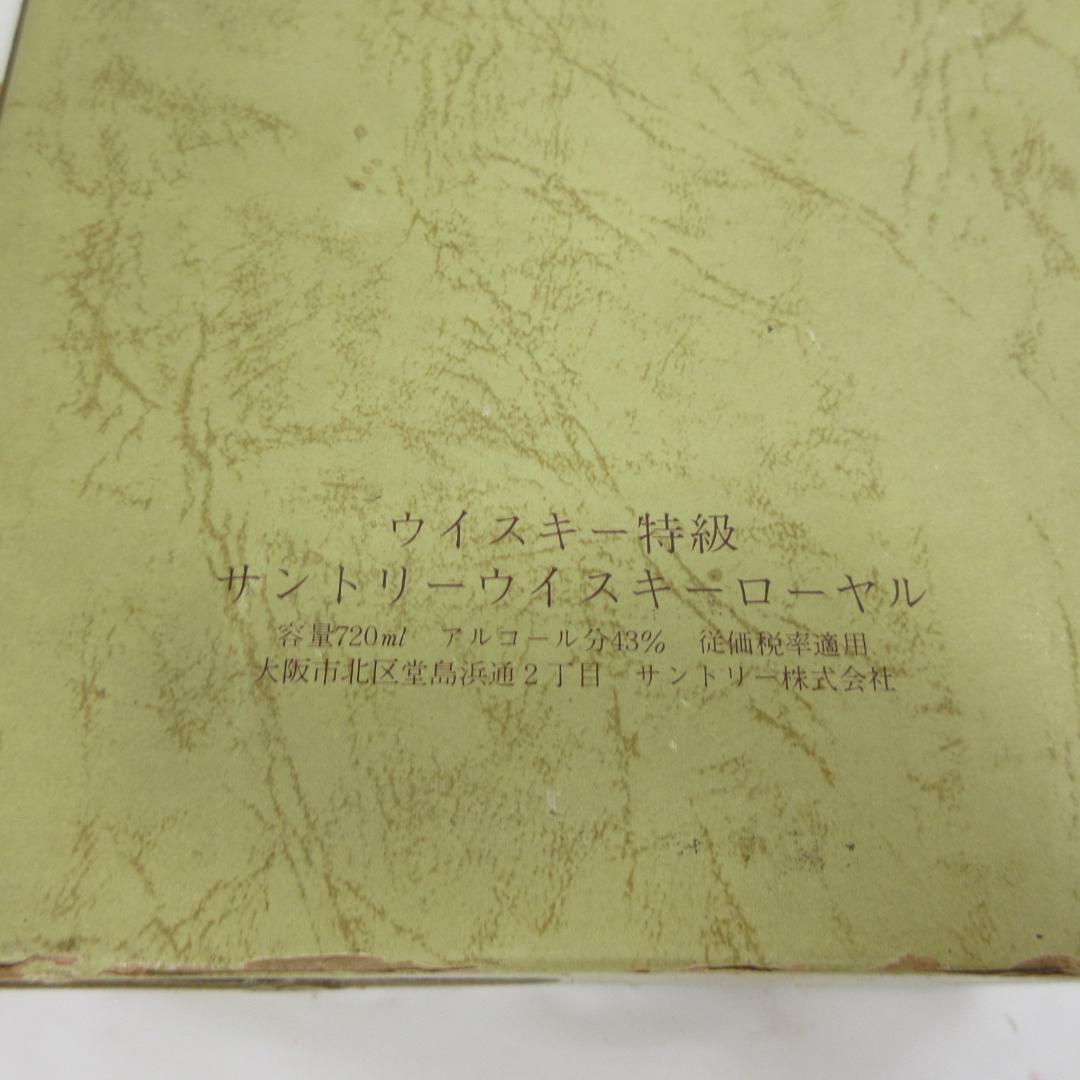 ウイスキー特級
サントリーウイスキーローヤル
容量720ml アルコール分43% 従価税率適用
大阪市北区堂島浜通2丁目 サントリー株式会社